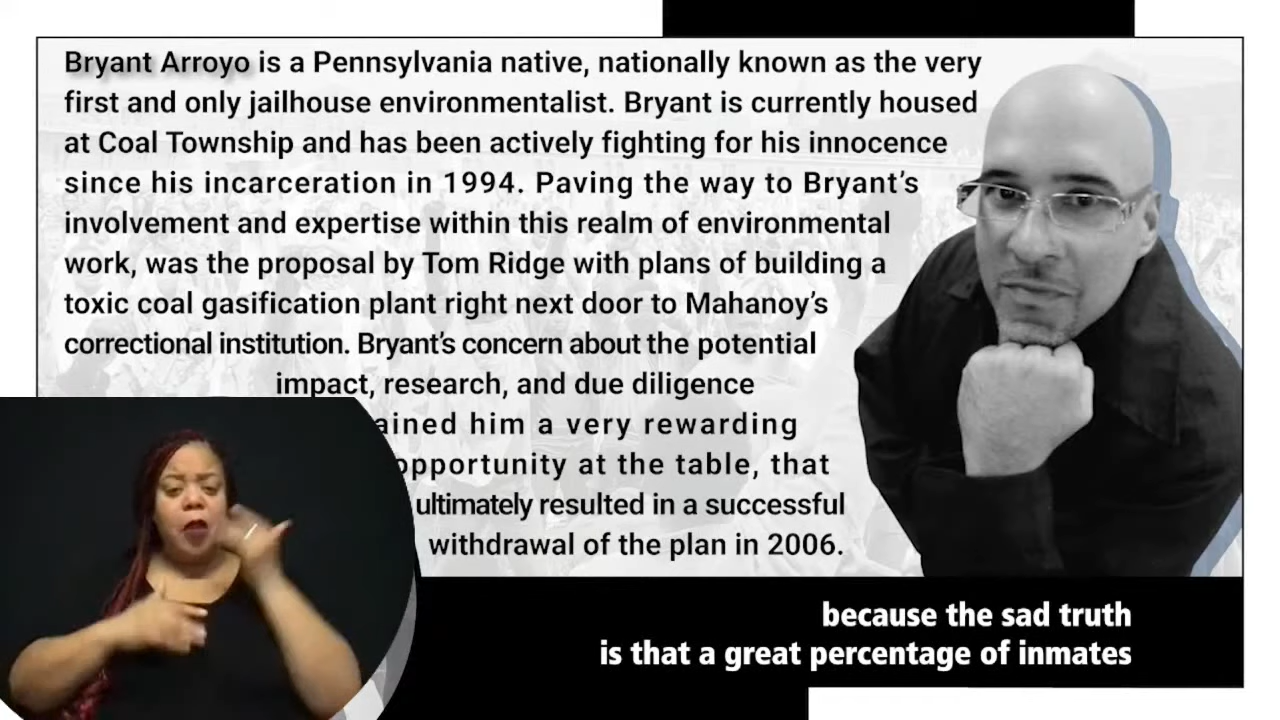 Bryant Arroyo is a Pennsylvania native, nationally known as the very
first and only jailhouse environmentalist. Bryant is currently housed
at Coal Township and has been actively fighting for his innocence
since his incarceration in 1994. Paving the way to Bryant’s
involvement and expertise within this realm of environmental
work, was the proposal by Tom Ridge with plans of building a
toxic coal gasification plant right next door to Mahanoy’s
correctional institution. Bryant’s concern about the potential
impact, research, and due diligence
ained him a very rewarding
opportunity at the table, that
ultimately resulted in a successful
withdrawal of the plan in 2006.
because the sad truth
is that a great percentage of inmates